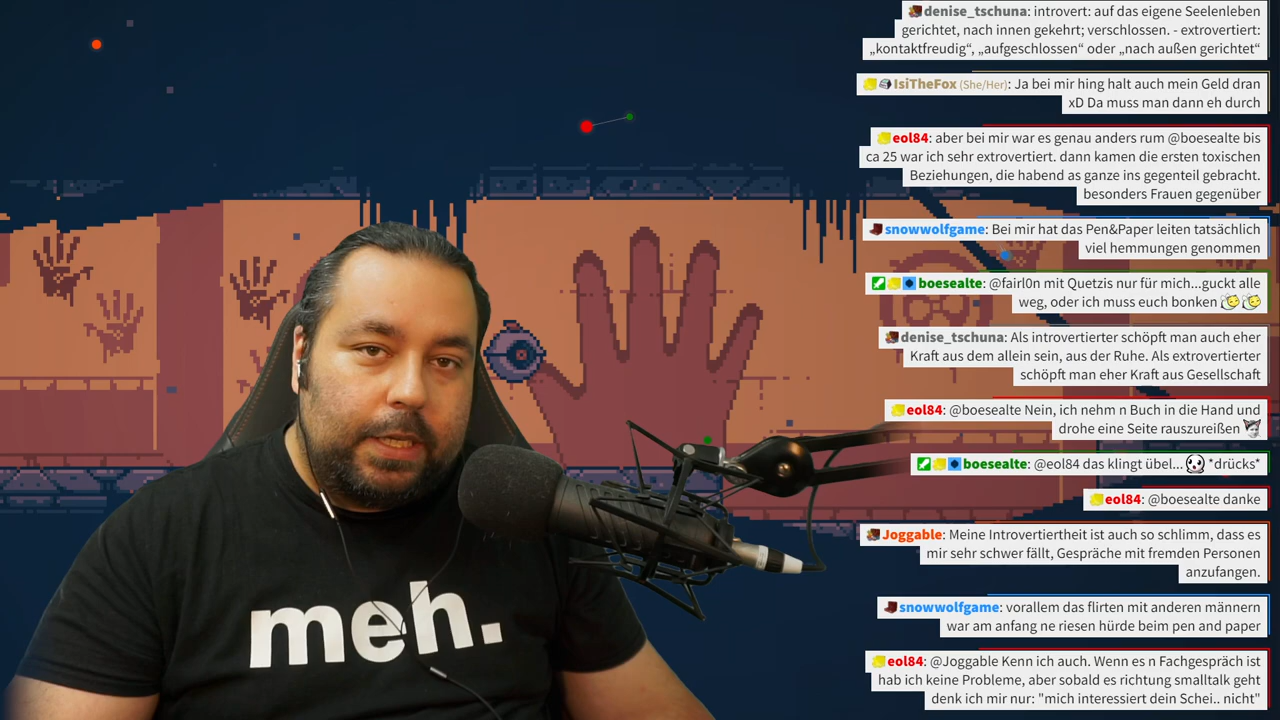 denise_tschuna: introvert: auf das eigene Seelenleben
gerichtet, nach innen gekehrt; verschlossen. - extrovertiert:
„kontaktfreudig“, „aufgeschlossen“ oder „nach außen gerichtet“
IsiTheFox (She/Her): Ja bei mir hing halt auch mein Geld dran
xD Da muss man dann eh durch
eol84: aber bei mir war es genau anders rum @boesealte bis
ca 25 war ich sehr extrovertiert. dann kamen die ersten toxischen
Beziehungen, die habend as ganze ins gegenteil gebracht.
besonders Frauen gegenüber
snowwolfgame: Bei mir hat das Pen&Paper leiten tatsächlich
viel hemmungen genommen
boesealte: @fairl0n mit Quetzis nur für mich...guckt alle
weg, oder ich muss euch bonken
denise_tschuna: Als introvertierter schöpft man auch eher
Kraft aus dem allein sein, aus der Ruhe. Als extrovertierter
schöpft man eher Kraft aus Gesellschaft
eol84: @boesealte Nein, ich nehm n Buch in die Hand und
drohe eine Seite rauszureißen
boesealte: @eol84 das klingt übel... *drücks*
eol84: @boesealte danke
Joggable: Meine Introvertiertheit ist auch so schlimm, dass es
mir sehr schwer fällt, Gespräche mit fremden Personen
anzufangen.
snowwolfgame: vorallem das flirten mit anderen männern
war am anfang ne riesen hürde beim pen and paper
eol84: @Joggable Kenn ich auch. Wenn es n Fachgespräch ist
hab ich keine Probleme, aber sobald es richtung smalltalk geht
denk ich mir nur: "mich interessiert dein Schei.. nicht"
meh.